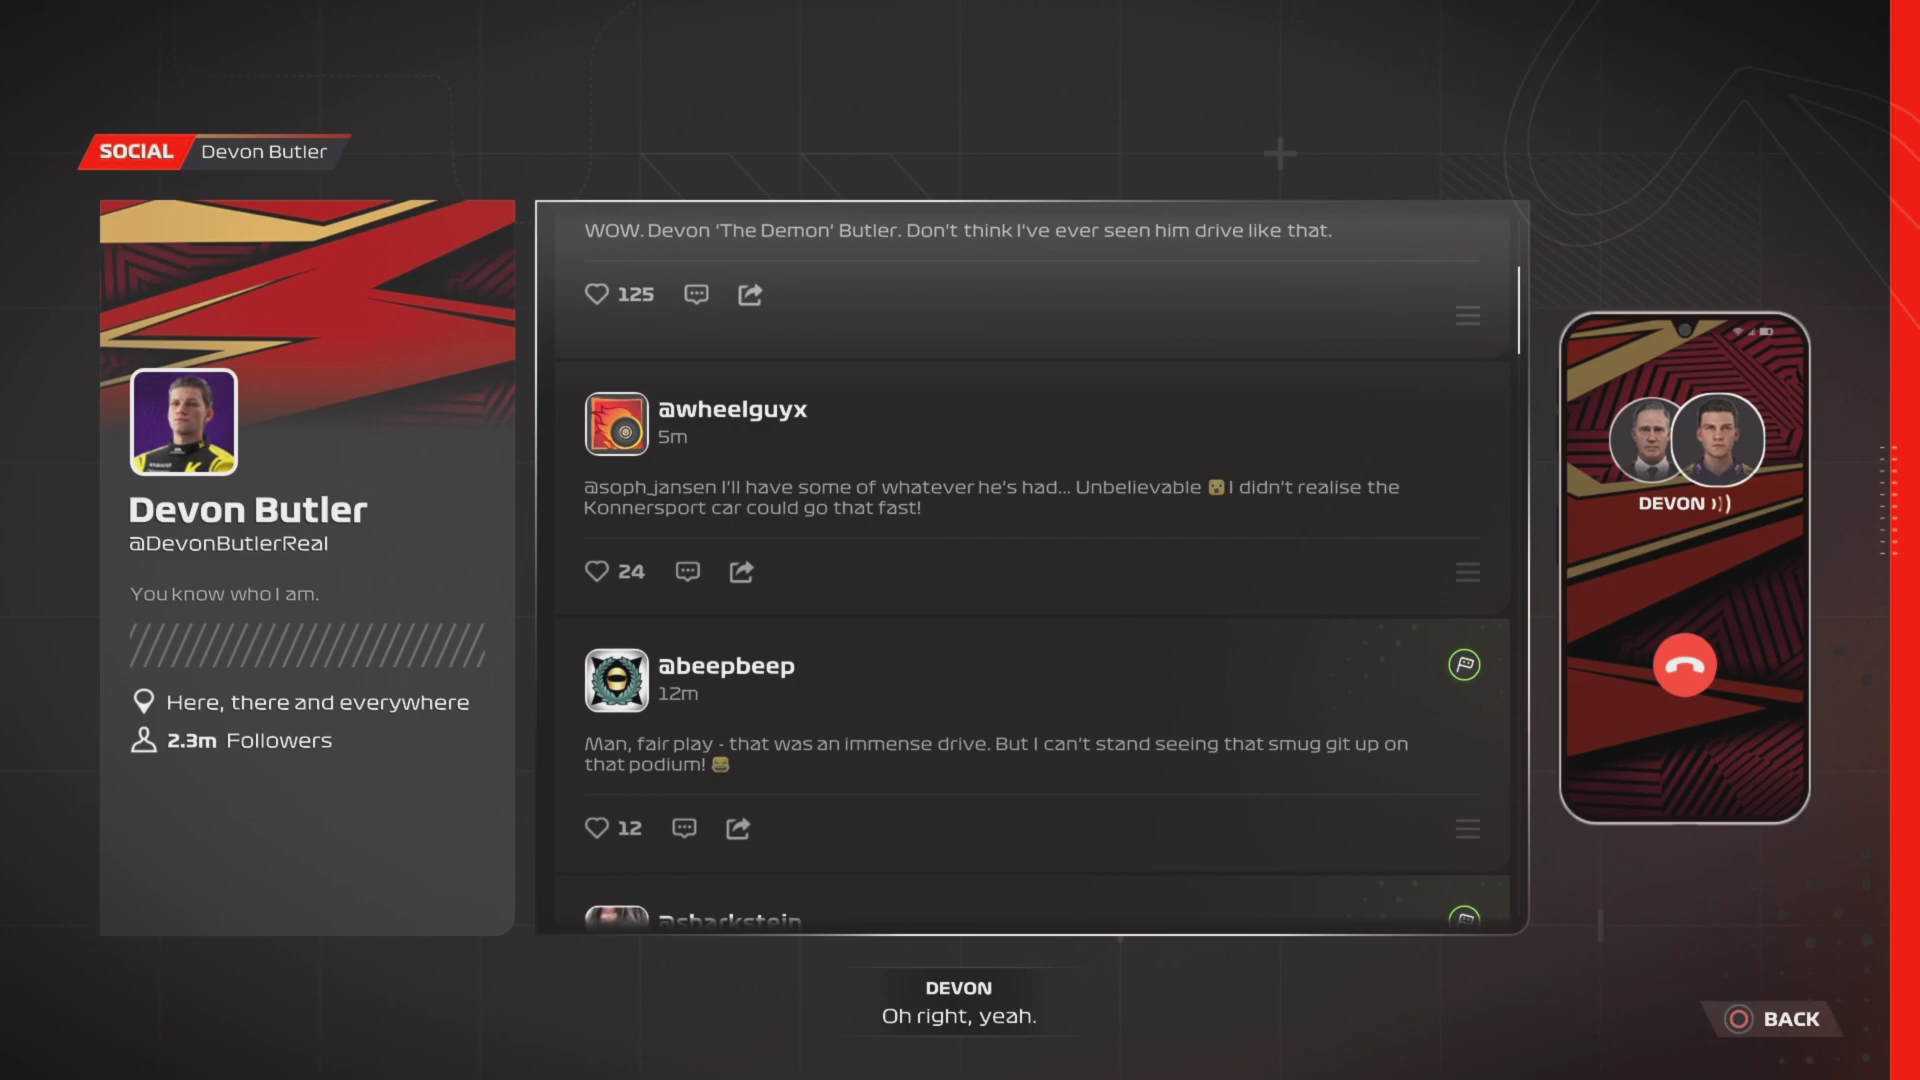 SOCIAL Devon Butler
Devon Butler
@DevonButlerReal
You know who I am.
Here, there and everywhere
2.3m Followers
WOW. Devon 'The Demon' Butler. Don't think I've ever seen him drive like that.
125
@wheelguyx
5m
@soph_jansen I'll have some of whatever he's had... Unbelievable 😮 I didn't realise the
Konnersport car could go that fast!
24
@beepbeep
12m
Man, fair play - that was an immense drive. But I can't stand seeing that smug git up on
that podium! 😂
12
@sharkstein
DEVON
DEVON
Oh right, yeah.
BACK